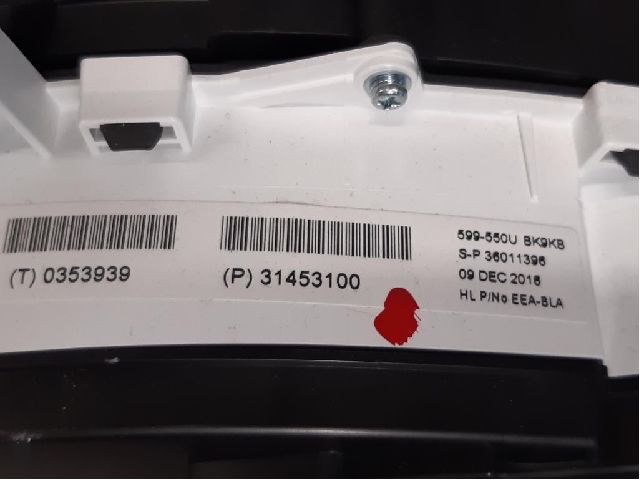 (T) 0353939
(P) 31453100
599-550U BK9KB
S-P 36011396
09 DEC 2016
HL P/No EEA-BLA